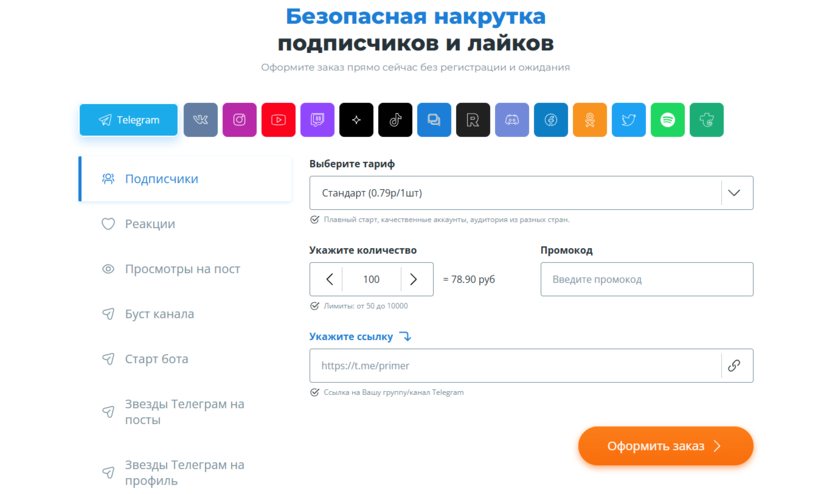 Безопасная накрутка
подписчиков и лайков
Оформите заказ прямо сейчас без регистрации и ожидания
Telegram
Подписчики
Реакции
Просмотры на пост
Буст канала
Старт бота
Звезды Телеграм на
посты
Звезды Телеграм на
профиль
Выберите тариф
Стандарт (0.79р/1шт)
Плавный старт, качественные аккаунты, аудитория из разных стран.
Укажите количество
100
= 78.90 руб
Лимиты: от 50 до 10000
Промокод
Введите промокод
Укажите ссылку
https://t.me/primer
Ссылка на Вашу группу/канал Telegram
Оформить заказ